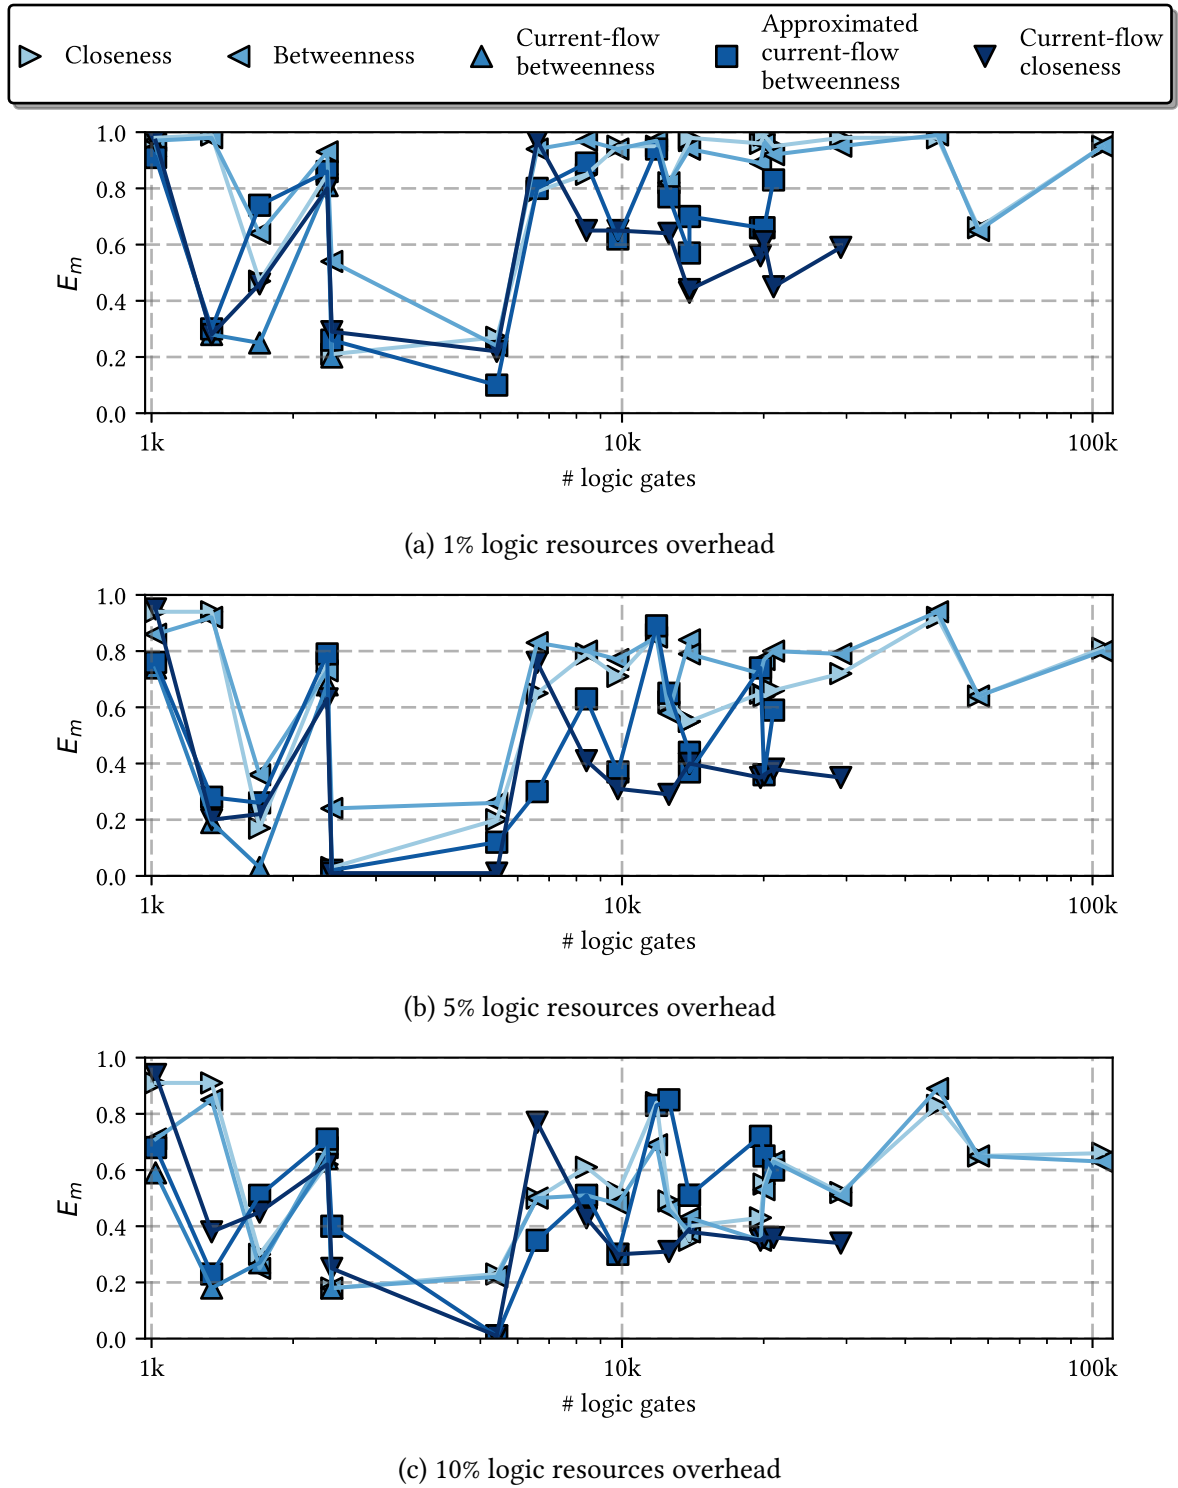 Closeness
Betweenness
Current-flow
betweenness
Approximated
current-flow
betweenness
Current-flow
closeness
1.0
0.8
0.6
0.4
0.2
0.0
E_m
1k
10k
100k
# logic gates
(a) 1% logic resources overhead
1.0
0.8
0.6
0.4
0.2
0.0
E_m
1k
10k
100k
# logic gates
(b) 5% logic resources overhead
1.0
0.8
0.6
0.4
0.2
0.0
E_m
1k
10k
100k
# logic gates
(c) 10% logic resources overhead